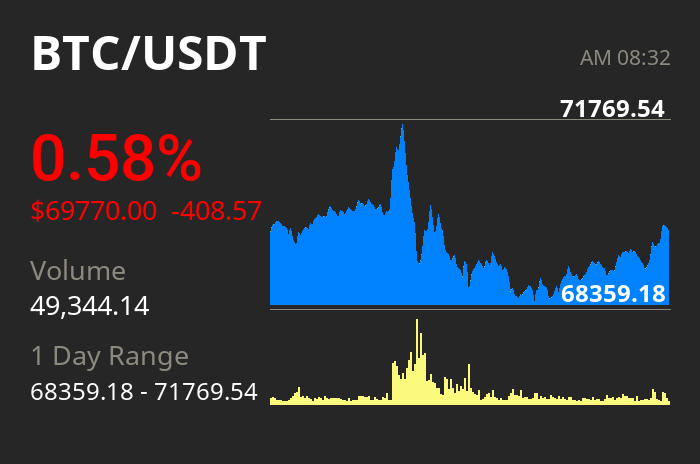 BTC/USDT
AM 08:32
71769.54
0.58%
$69770.00 -408.57
Volume
49,344.14
68359.18
1 Day Range
68359.18 - 71769.54